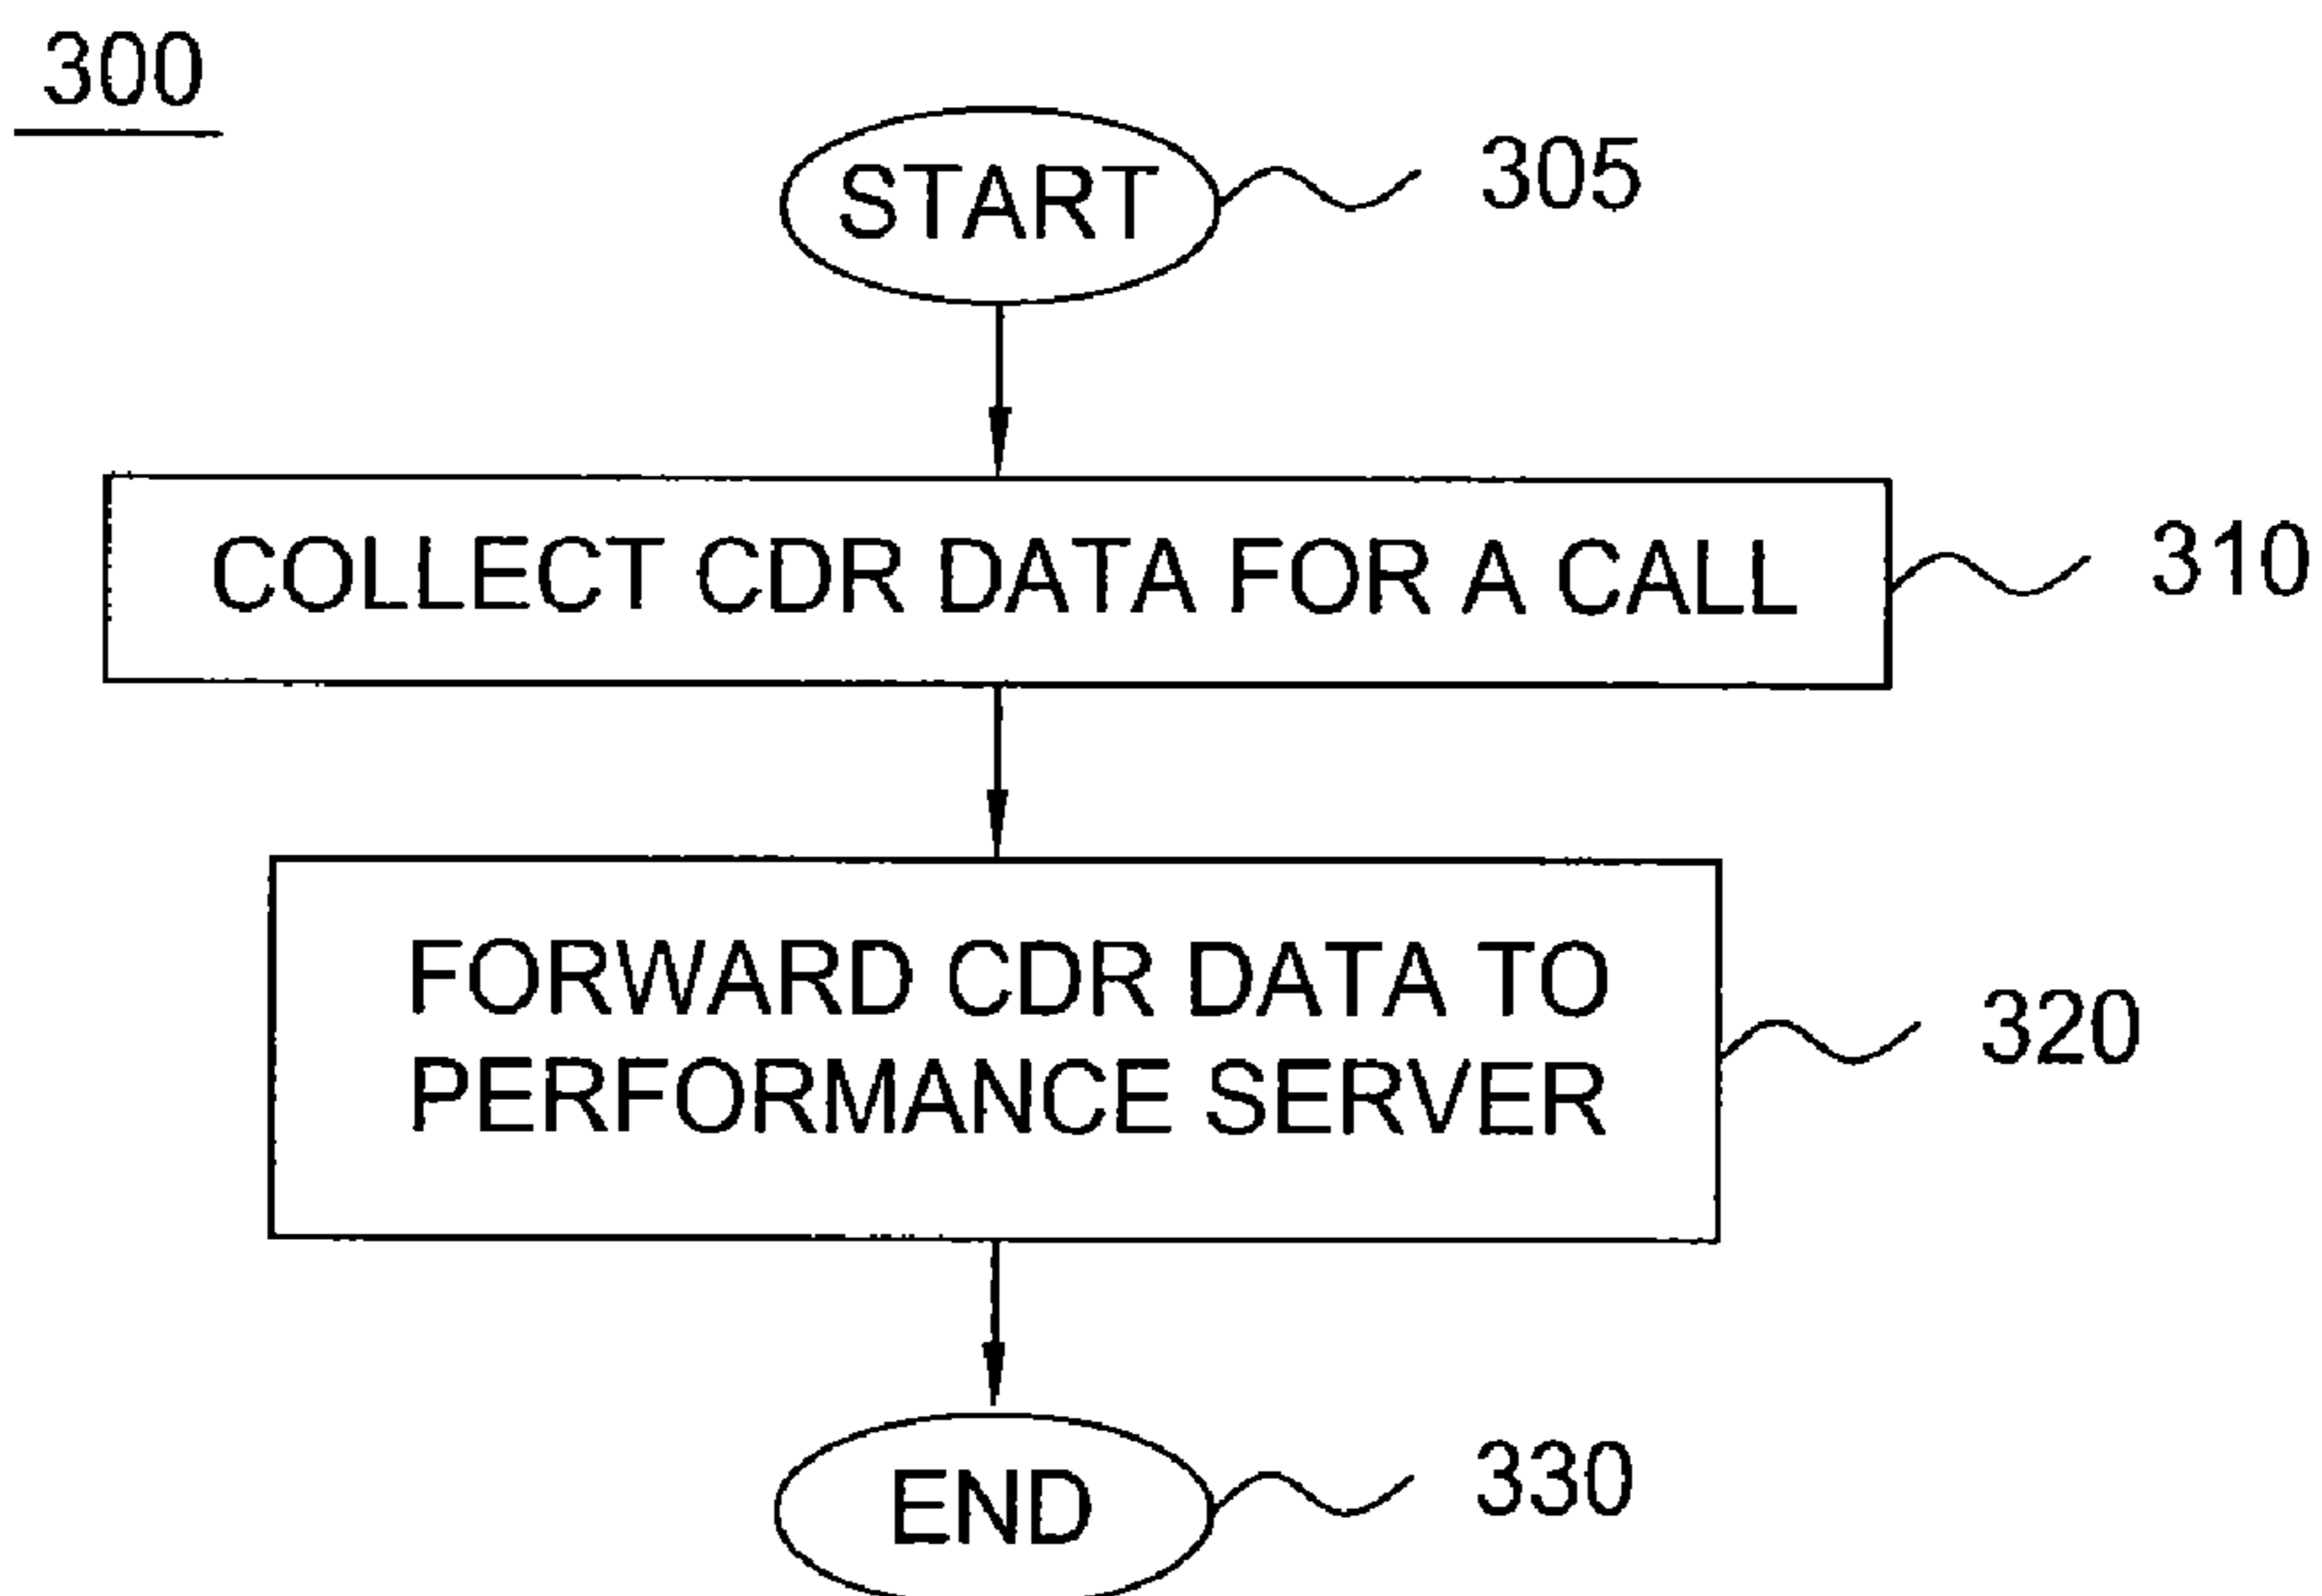 300
START
305
COLLECT CDR DATA FOR A CALL
310
FORWARD CDR DATA TO
PERFORMANCE SERVER
320
END
330